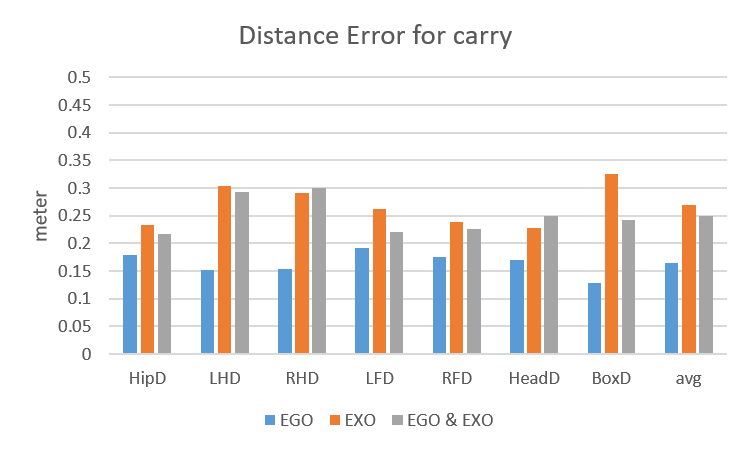 Distance Error for carry
0.5
0.45
0.4
0.35
0.3
0.25
0.2
0.15
0.1
0.05
0
meter
HipD LHD RHD LFD RFD HeadD BoxD avg
EGO EXO EGO & EXO